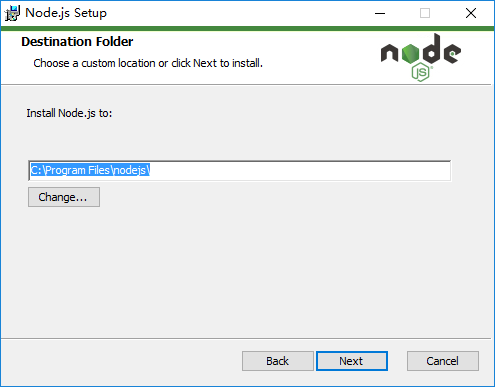 Node.js Setup
Destination Folder
Choose a custom location or click Next to install.
node
JS
Install Node.js to:
C:\Program Files\nodejs\
Change...
Back
Next
Cancel